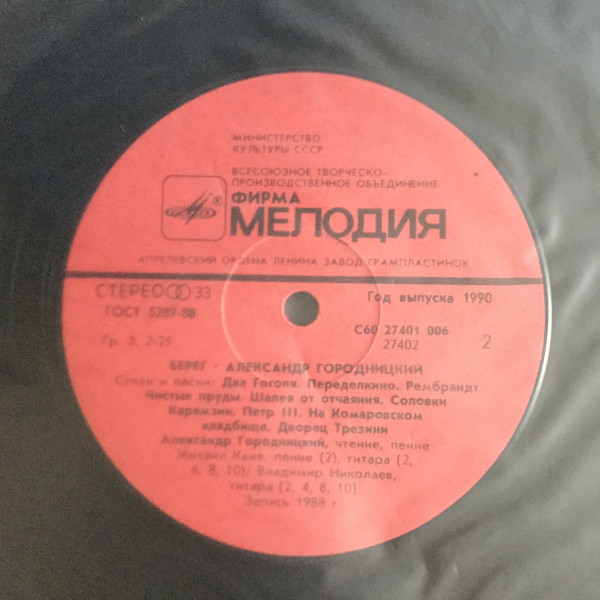 МИНИСТЕРСТВО
КУЛЬТУРЫ СССР
ВСЕСОЮЗНОЕ ТВОРЧЕСКО-
ПРОИЗВОДСТВЕННОЕ ОБЪЕДИНЕНИЕ
ФИРМА
® МЕЛОДИЯ
АПРЕЛЕВСКИЙ ОРДЕНА ЛЕНИНА ЗАВОД ГРАМПЛАСТИНОК
СТЕРЕО 33
Год выпуска 1990
ГОСТ 5289-88
С60 27401 006
Гр. 3. 2-25
27402
2
БЕРЕГ · АЛЕКСАНДР ГОРОДНИЦКИЙ
Стихи и песни: Два Гоголя. Переделкино. Рембрандт
Чистые пруды. Шалея от отчаяния. Соловки
Карамзин. Петр III. На Комаровском
кладбище. Дворец Трезини
Александр Городницкий, чтение, пение
Михаил Кане, пение (2), гитара (2,
6, 8, 10); Владимир Николаев,
гитара (2, 4, 8, 10)
Запись 1988 г.